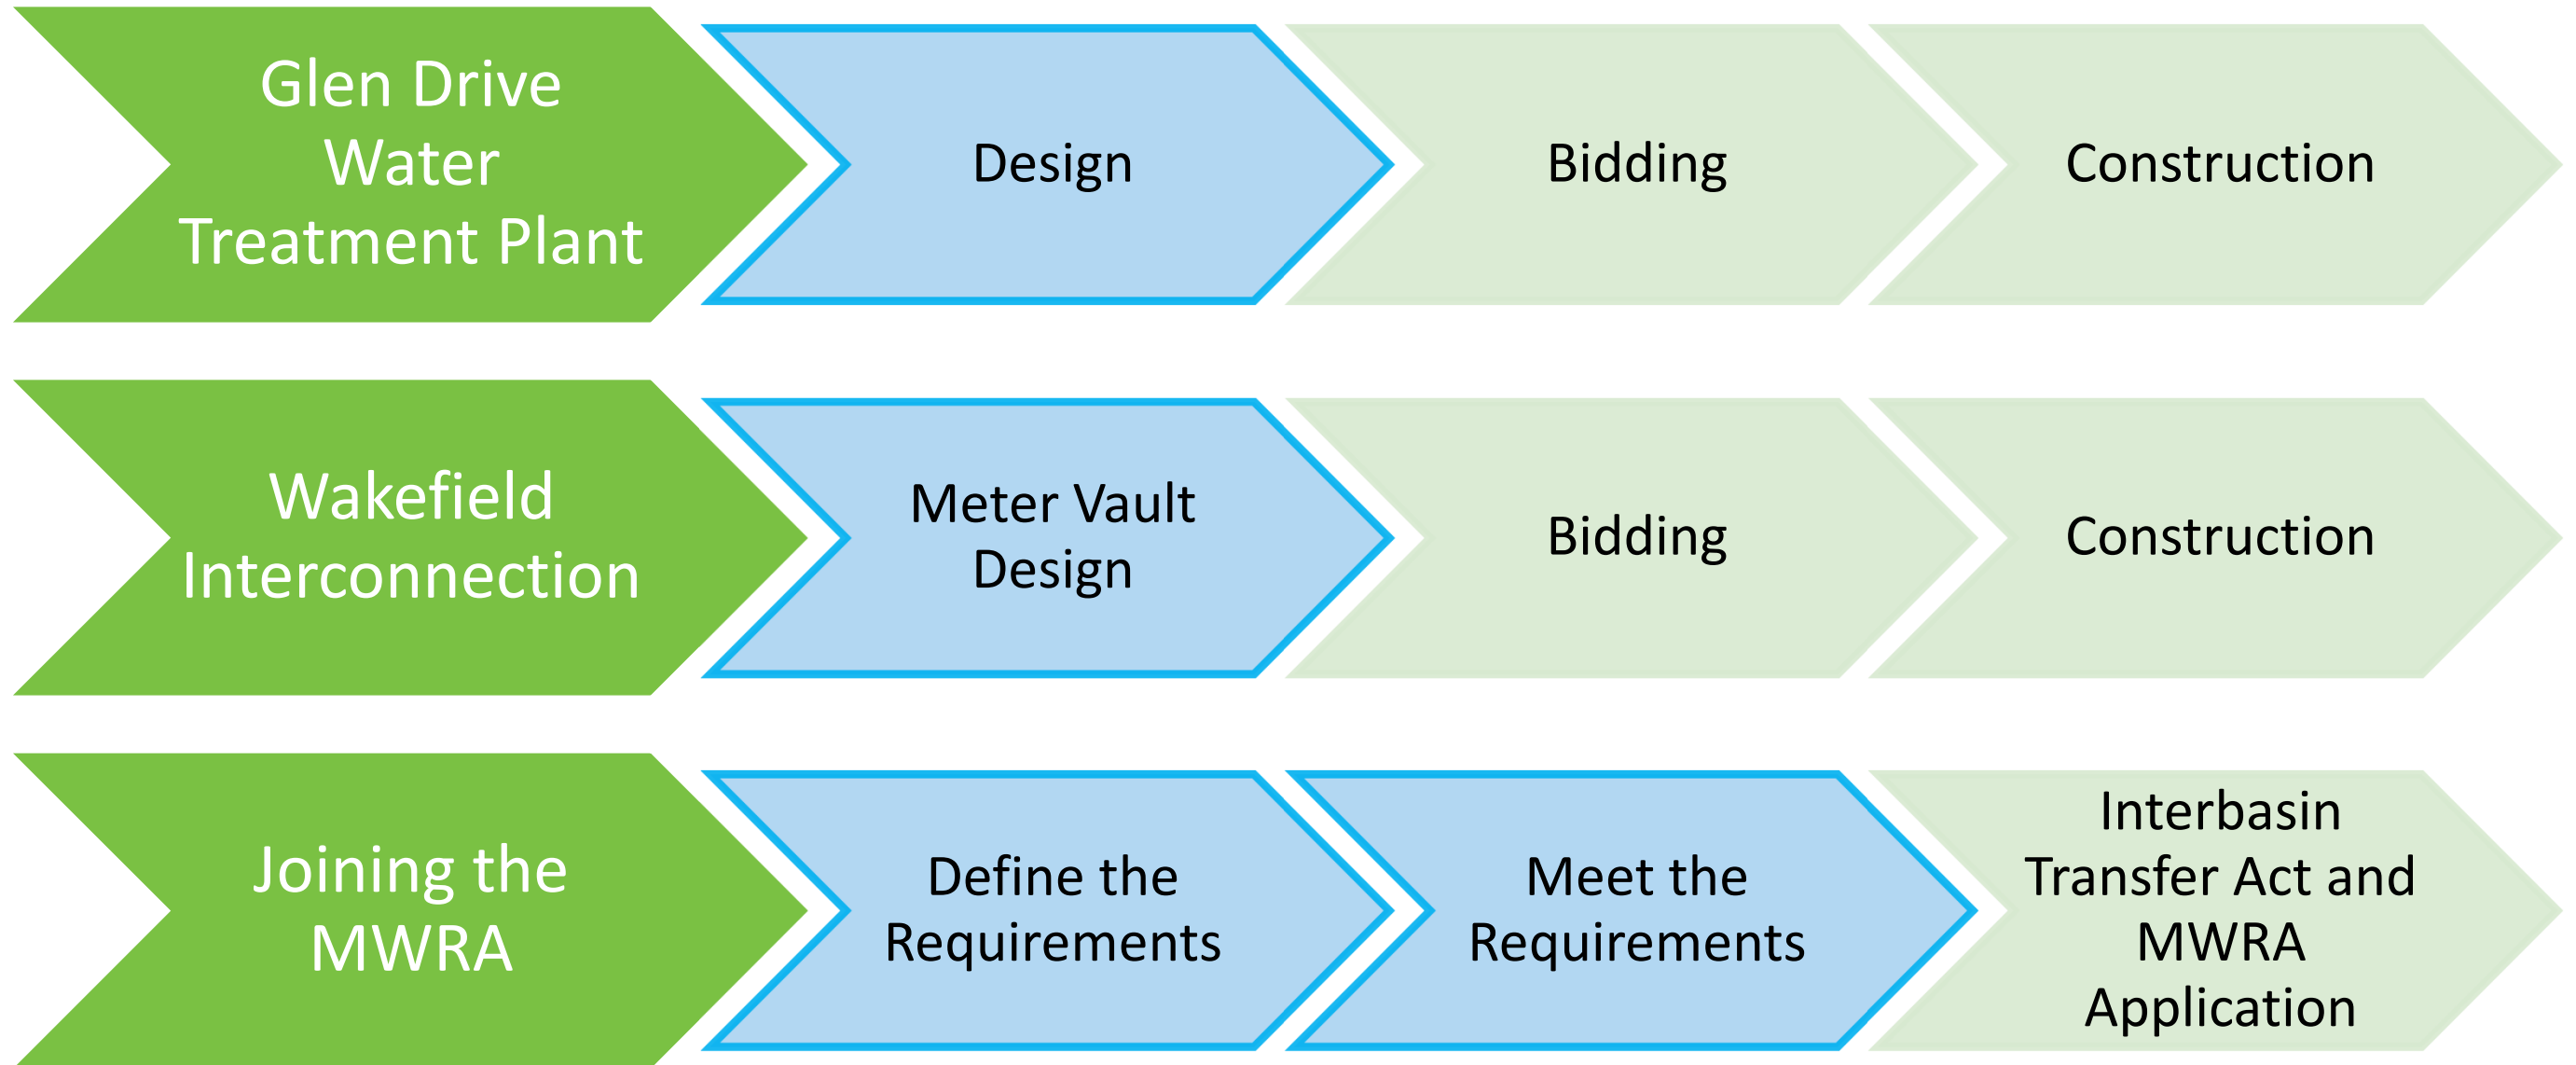 Glen Drive
Water
Treatment Plant
Design
Bidding
Construction
Wakefield
Interconnection
Meter Vault
Design
Bidding
Construction
Joining the
MWRA
Define the
Requirements
Meet the
Requirements
Interbasin
Transfer Act and
MWRA
Application